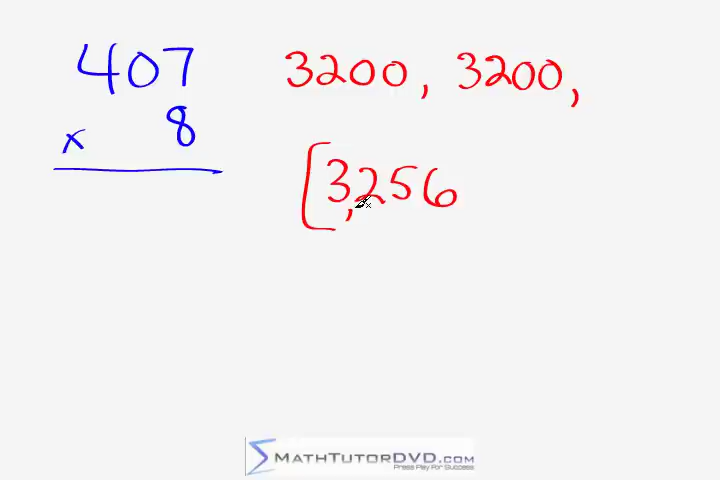 407 3200, 3200,
x 8
[3,256
MATHTUTORDVD.COM
Press Play For Success